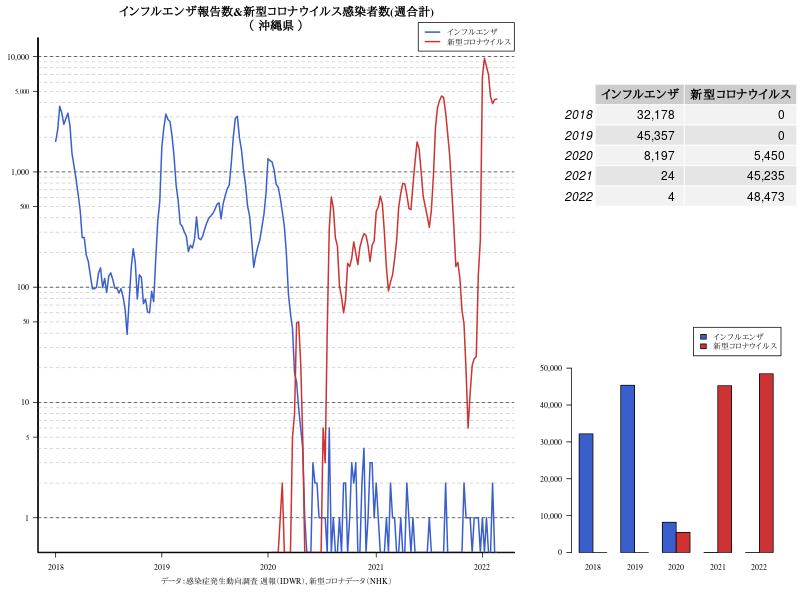 インフルエンザ報告数&新型コロナウイルス感染者数(週合計)
( 沖縄県 )
インフルエンザ
新型コロナウイルス
10,000
5,000
1,000
500
100
50
10
5
1
2018 2019 2020 2021 2022
データ:感染症発生動向調査 週報(IDWR)、新型コロナデータ(NHK)
インフルエンザ 新型コロナウイルス
2018 32,178 0
2019 45,357 0
2020 8,197 5,450
2021 24 45,235
2022 4 48,473
インフルエンザ
新型コロナウイルス
50,000
40,000
30,000
20,000
10,000
0
2018 2019 2020 2021 2022